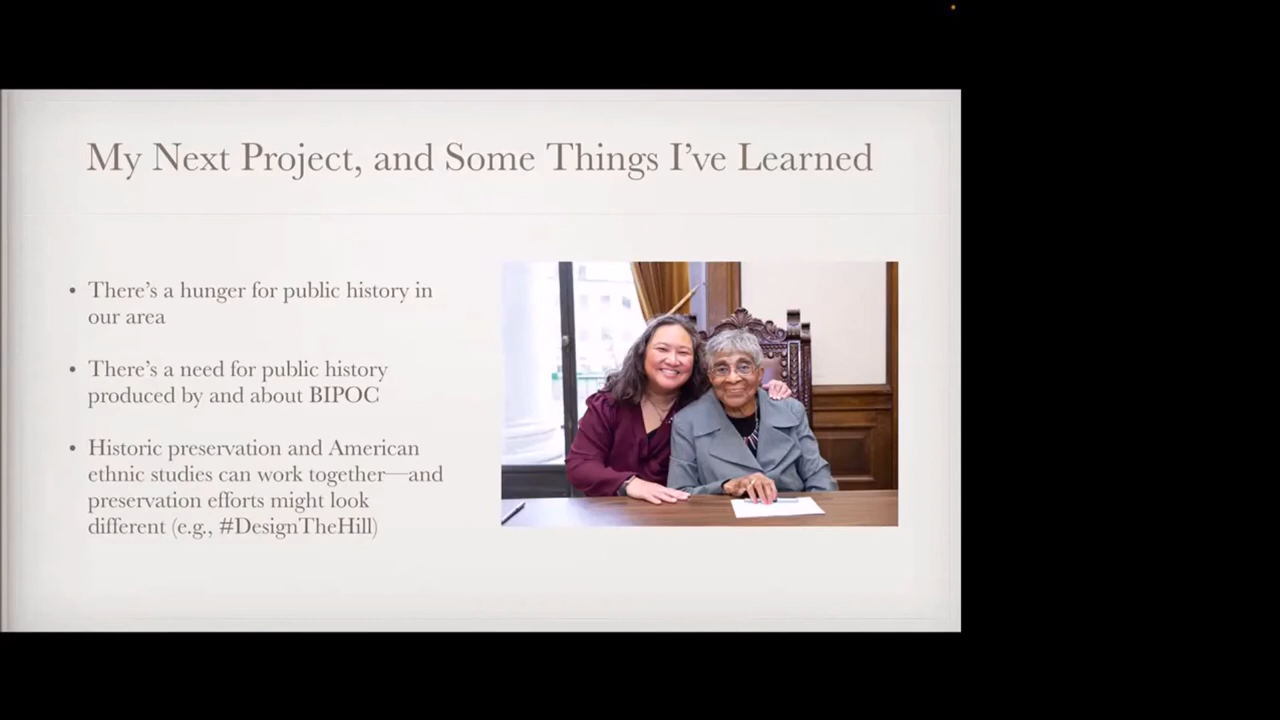 My Next Project, and Some Things I’ve Learned
• There’s a hunger for public history in
our area
• There’s a need for public history
produced by and about BIPOC
• Historic preservation and American
ethnic studies can work together—and
preservation efforts might look
different (e.g., #DesignTheHill)